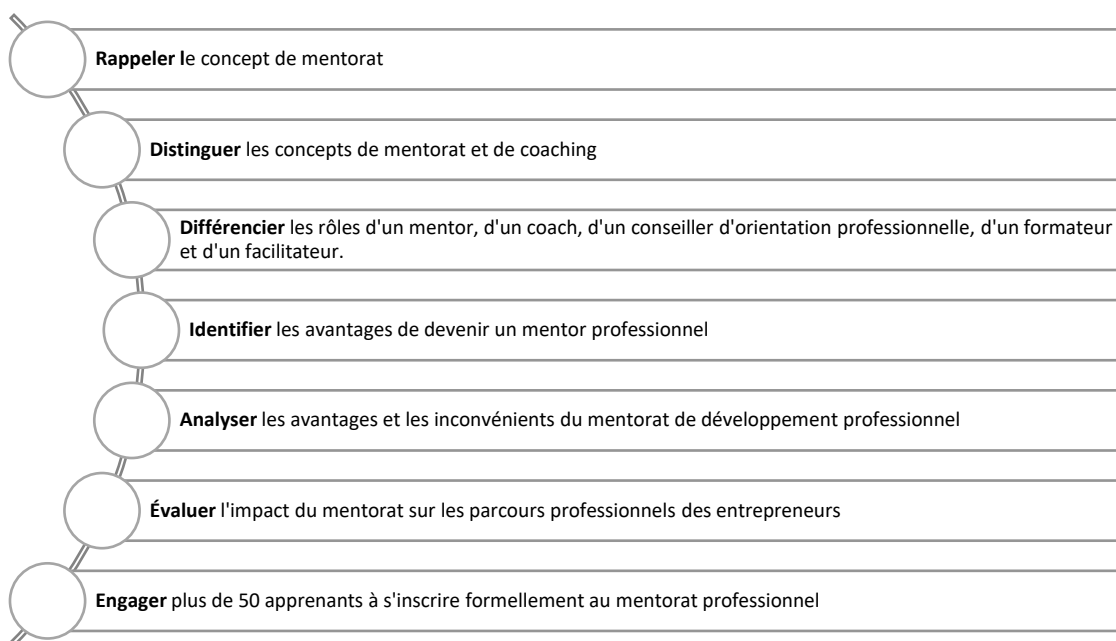 Rappeler le concept de mentorat
Distinguer les concepts de mentorat et de coaching
Différencier les rôles d'un mentor, d'un coach, d'un conseiller d'orientation professionnelle, d'un formateur
et d'un facilitateur.
Identifier les avantages de devenir un mentor professionnel
Analyser les avantages et les inconvénients du mentorat de développement professionnel
Évaluer l'impact du mentorat sur les parcours professionnels des entrepreneurs
Engager plus de 50 apprenants à s'inscrire formellement au mentorat professionnel